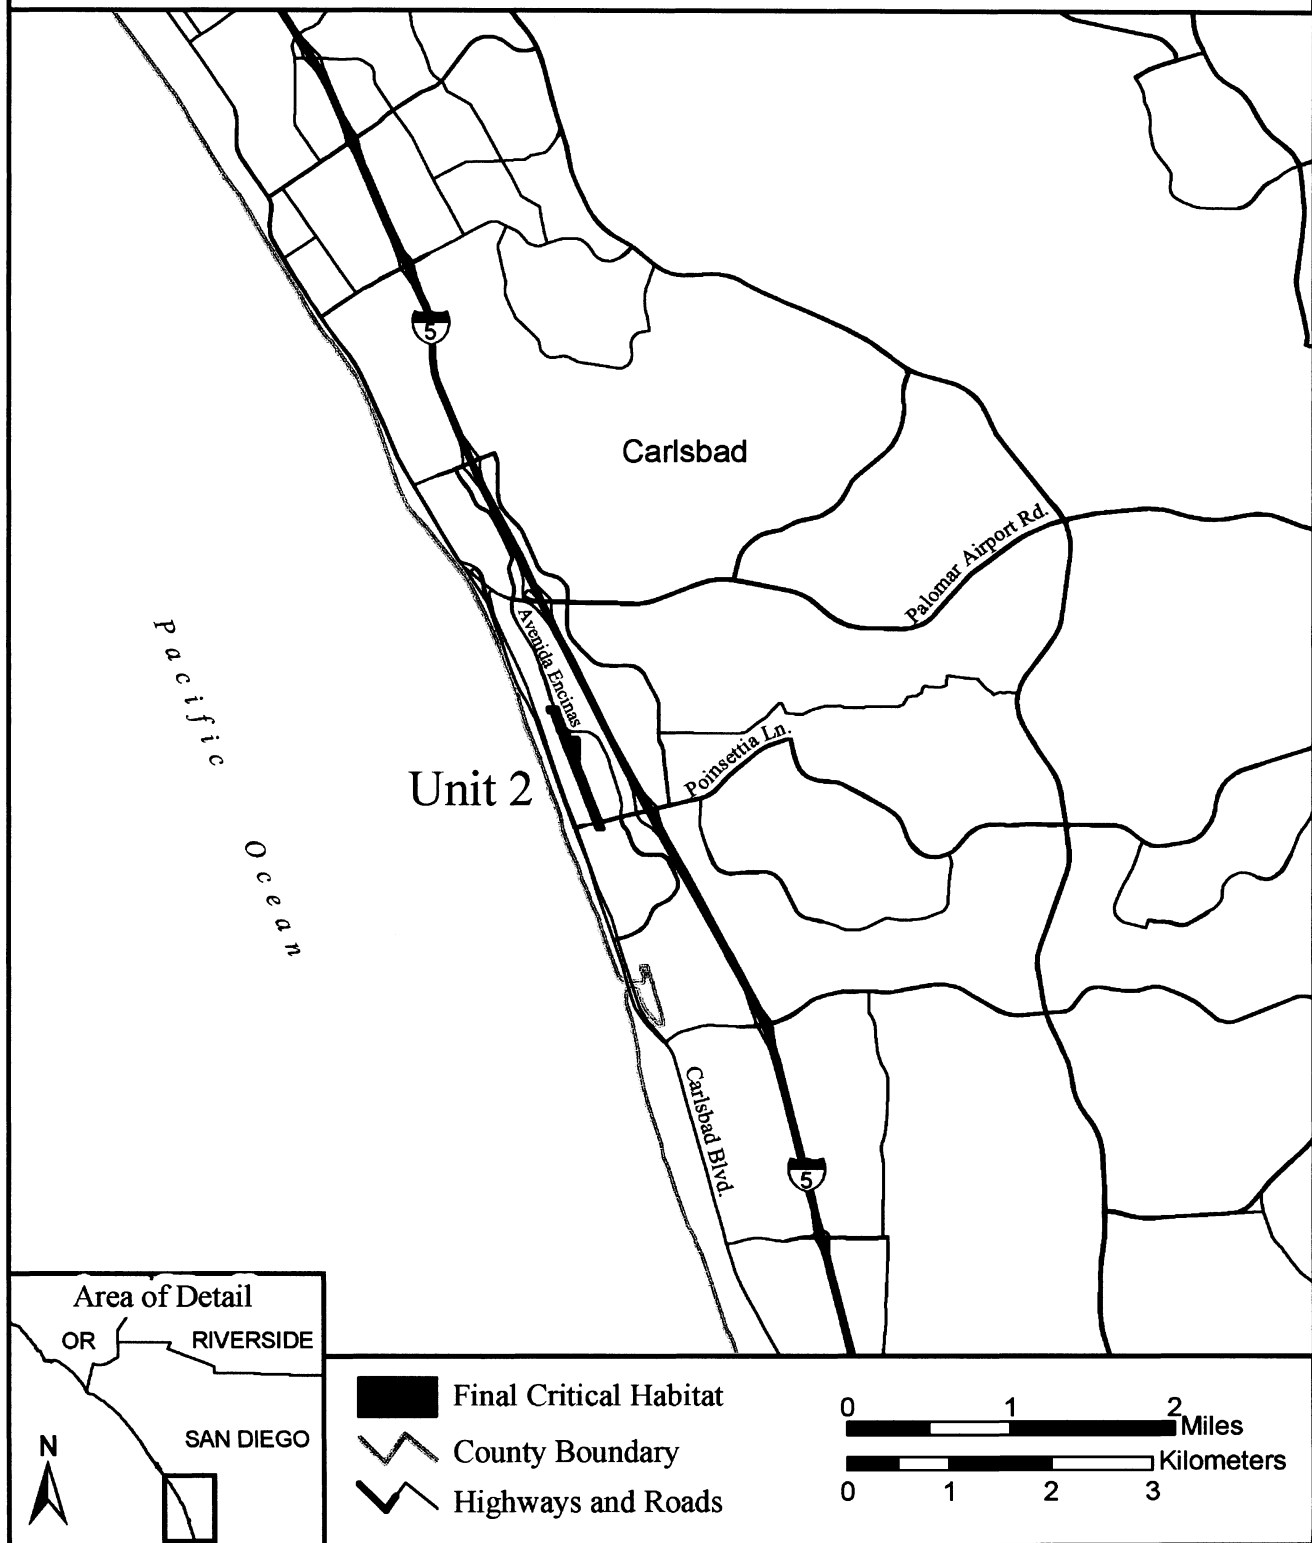 5
Carlsbad
Palomar Airport Rd.
Avenida Encinas
Pacific Ocean
Poinsettia Ln.
Unit 2
Carlsbad Blvd.
5
Area of Detail
OR
RIVERSIDE
SAN DIEGO
N
Final Critical Habitat
County Boundary
Highways and Roads
0 1 2
Miles
Kilometers
0 1 2 3